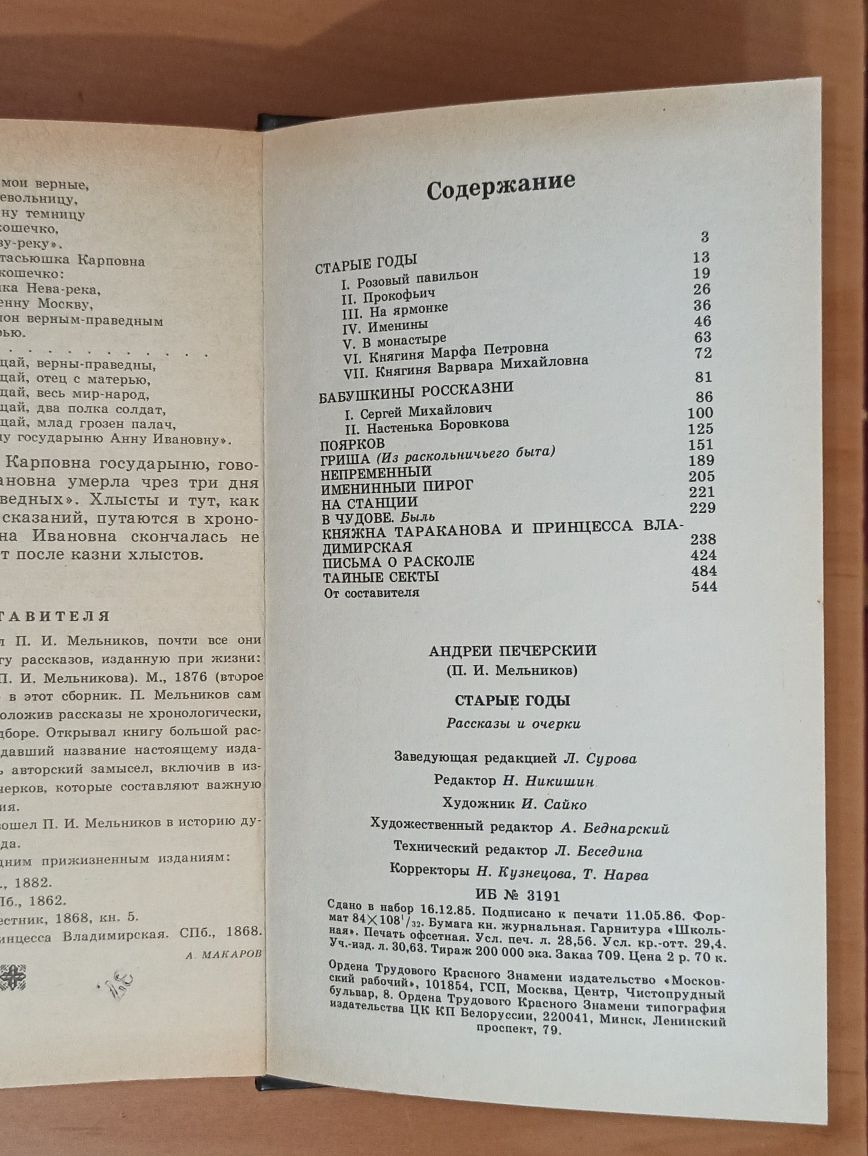 мои верные,
евольницу,
ну темницу
кошечко,
ву-реку».
тасьюшка Карповна
кошечко:
ка Нева-река,
енну Москву,
он верным-праведным
рью.
. . . . . . . . . . .
щай, верны-праведны,
щай, отец с матерью,
щай, весь мир-народ,
щай, два полка солдат,
щай, млад грозен палач,
у государыню Анну Ивановну».
Карповна государыню, гово-
ановна умерла чрез три дня
ведных». Хлысты и тут, как
сказаний, путаются в хроно-
на Ивановна скончалась не
т после казни хлыстов.
ТАВИТЕЛЯ
л П. И. Мельников, почти все они
гу рассказов, изданную при жизни:
П. И. Мельникова). М., 1876 (второе
в этот сборник. П. Мельников сам
оложив рассказы не хронологически,
дборе. Открывал книгу большой рас-
давший название настоящему изда-
ь авторский замысел, включив в из-
черков, которые составляют важную
ия.
ошел П. И. Мельников в историю ду-
да.
дним прижизненным изданиям:
., 1882.
Пб., 1862.
естник, 1868, кн. 5.
инцесса Владимирская. СПб., 1868.
А. МАКАРОВ
Содержание
СТАРЫЕ ГОДЫ 3
I. Розовый павильон 13
II. Прокофьич 19
III. На ярмонке 26
IV. Именины 36
V. В монастыре 46
VI. Княгиня Марфа Петровна 63
VII. Княгиня Варвара Михайловна 72
БАБУШКИНЫ РОССКАЗНИ 81
I. Сергей Михайлович 86
II. Настенька Боровкова 100
ПОЯРКОВ 125
ГРИША (Из раскольничьего быта) 151
НЕПРЕМЕННЫЙ 189
ИМЕНИННЫЙ ПИРОГ 205
НА СТАНЦИИ 221
В ЧУДОВЕ. Быль 229
КНЯЖНА ТАРАКАНОВА И ПРИНЦЕССА ВЛА-
ДИМИРСКАЯ 238
ПИСЬМА О РАСКОЛЕ 424
ТАЙНЫЕ СЕКТЫ 484
От составителя 544
АНДРЕЙ ПЕЧЕРСКИЙ
(П. И. Мельников)
СТАРЫЕ ГОДЫ
Рассказы и очерки
Заведующая редакцией Л. Сурова
Редактор Н. Никишин
Художник И. Сайко
Художественный редактор А. Беднарский
Технический редактор Л. Беседина
Корректоры Н. Кузнецова, Т. Нарва
ИБ № 3191
Сдано в набор 16.12.85. Подписано к печати 11.05.86. Фор-
мат 84×108¹/₃₂. Бумага кн. журнальная. Гарнитура «Школь-
ная». Печать офсетная. Усл. печ. л. 28,56. Усл. кр.-отт. 29,4.
Уч.-изд. л. 30,63. Тираж 200 000 экз. Заказ 709. Цена 2 р. 70 к.
Ордена Трудового Красного Знамени издательство «Москов-
ский рабочий», 101854, ГСП, Москва, Центр, Чистопрудный
бульвар, 8. Ордена Трудового Красного Знамени типография
издательства ЦК КП Белоруссии, 220041, Минск, Ленинский
проспект, 79.